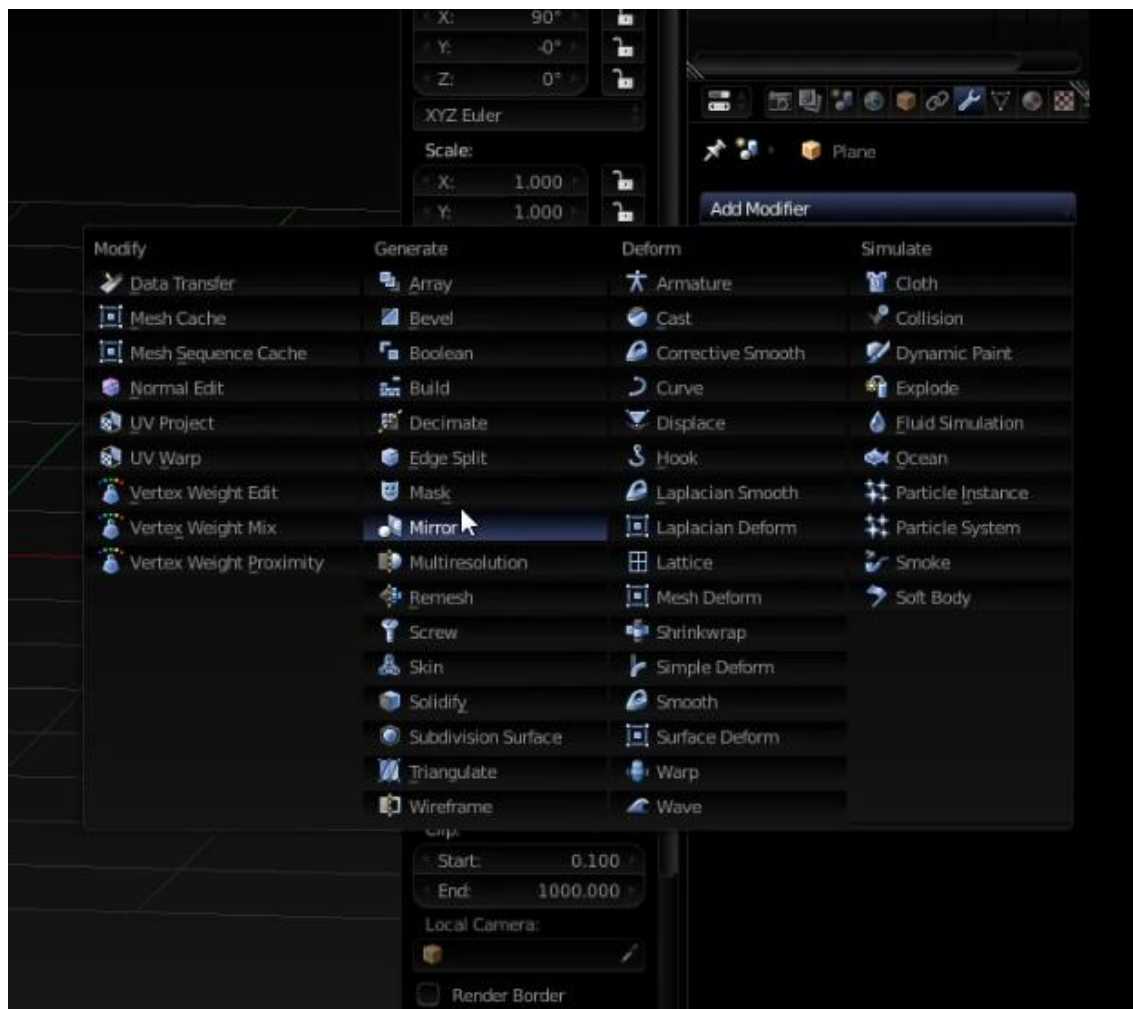 X: 90°
Y: -0°
Z: 0°
XYZ Euler
Scale:
X: 1.000
Y: 1.000
Plane
Add Modifier
Modify
Data Transfer
Mesh Cache
Mesh Sequence Cache
Normal Edit
UV Project
UV Warp
Vertex Weight Edit
Vertex Weight Mix
Vertex Weight Proximity
Generate
Array
Bevel
Boolean
Build
Decimate
Edge Split
Mask
Mirror
Multiresolution
Remesh
Screw
Skin
Solidify
Subdivision Surface
Triangulate
Wireframe
Deform
Armature
Cast
Corrective Smooth
Curve
Displace
Hook
Laplacian Smooth
Laplacian Deform
Lattice
Mesh Deform
Shrinkwrap
Simple Deform
Smooth
Surface Deform
Warp
Wave
Simulate
Cloth
Collision
Dynamic Paint
Explode
Fluid Simulation
Ocean
Particle Instance
Particle System
Smoke
Soft Body
Clip:
Start: 0.100
End: 1000.000
Local Camera:
Render Border